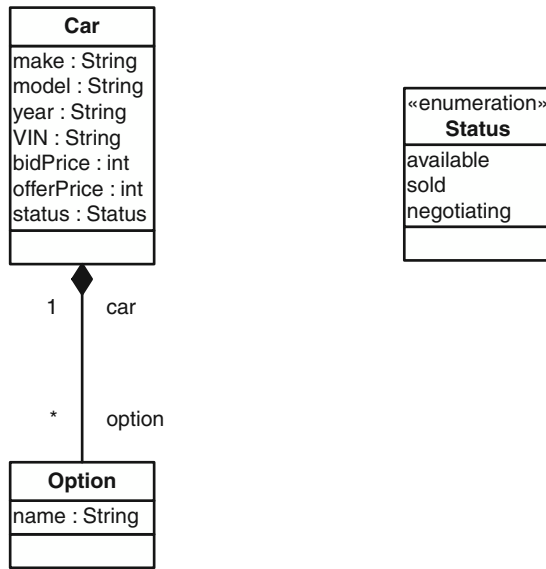 Car
make : String
model : String
year : String
VIN : String
bidPrice : int
offerPrice : int
status : Status
«enumeration»
Status
available
sold
negotiating
1 car
* option
Option
name : String